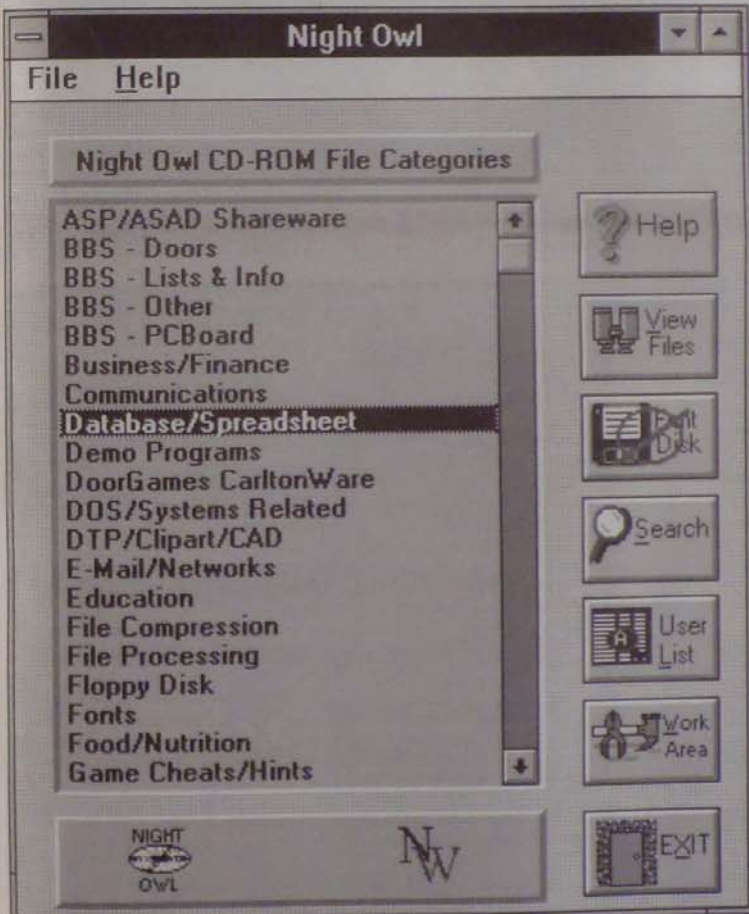 Night Owl
File Help
Night Owl CD-ROM File Categories
ASP/ASAD Shareware
BBS - Doors
BBS - Lists & Info
BBS - Other
BBS - PCBoard
Business/Finance
Communications
Database/Spreadsheet
Demo Programs
DoorGames CarltonWare
DOS/Systems Related
DTP/Clipart/CAD
E-Mail/Networks
Education
File Compression
File Processing
Floppy Disk
Fonts
Food/Nutrition
Game Cheats/Hints
? Help
View
Files
Disk
Search
A
User
List
Work
Area
EXIT
NIGHT
OWL
NW